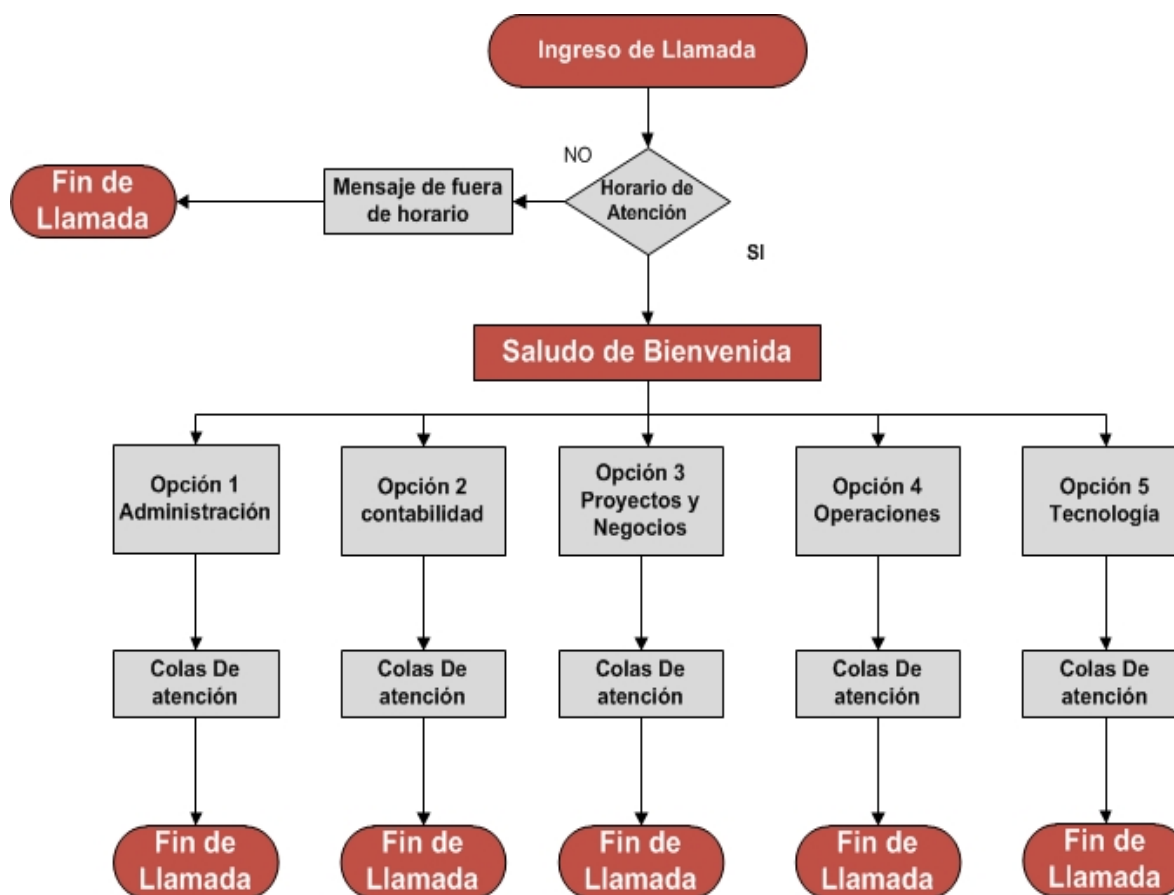 Ingreso de Llamada
NO
Horario de
Atención
Mensaje de fuera
de horario
Fin de
Llamada
SI
Saludo de Bienvenida
Opción 1
Administración
Opción 2
contabilidad
Opción 3
Proyectos y
Negocios
Opción 4
Operaciones
Opción 5
Tecnología
Colas De
atención
Colas De
atención
Colas De
atención
Colas De
atención
Colas De
atención
Fin de
Llamada
Fin de
Llamada
Fin de
Llamada
Fin de
Llamada
Fin de
Llamada